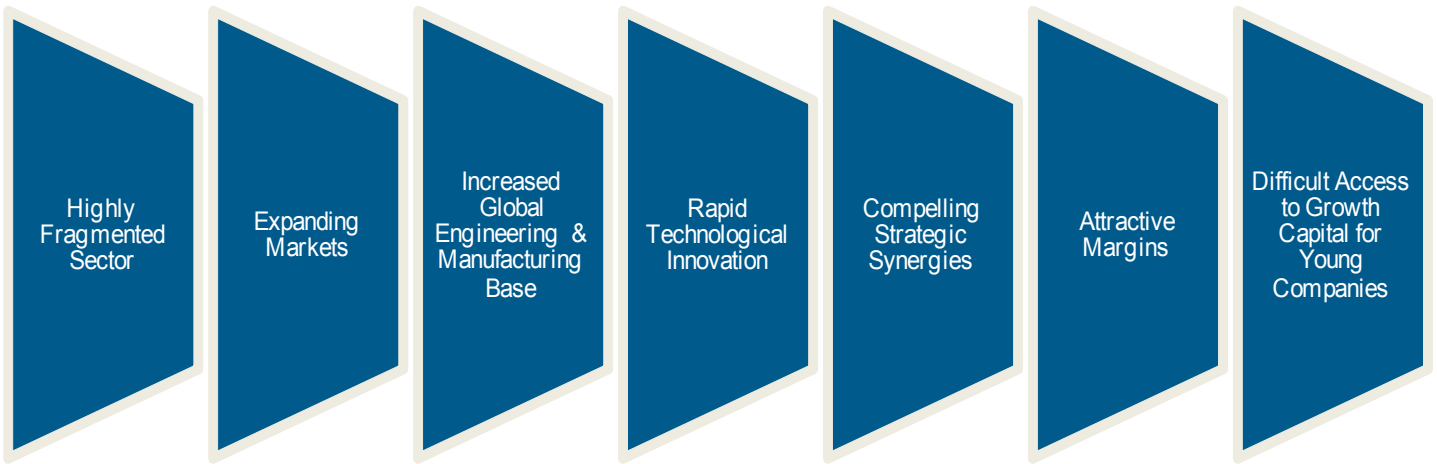 Highly
Fragmented
Sector
Expanding
Markets
Increased
Global
Engineering &
Manufacturing
Base
Rapid
Technological
Innovation
Compelling
Strategic
Synergies
Attractive
Margins
Difficult Access
to Growth
Capital for
Young
Companies